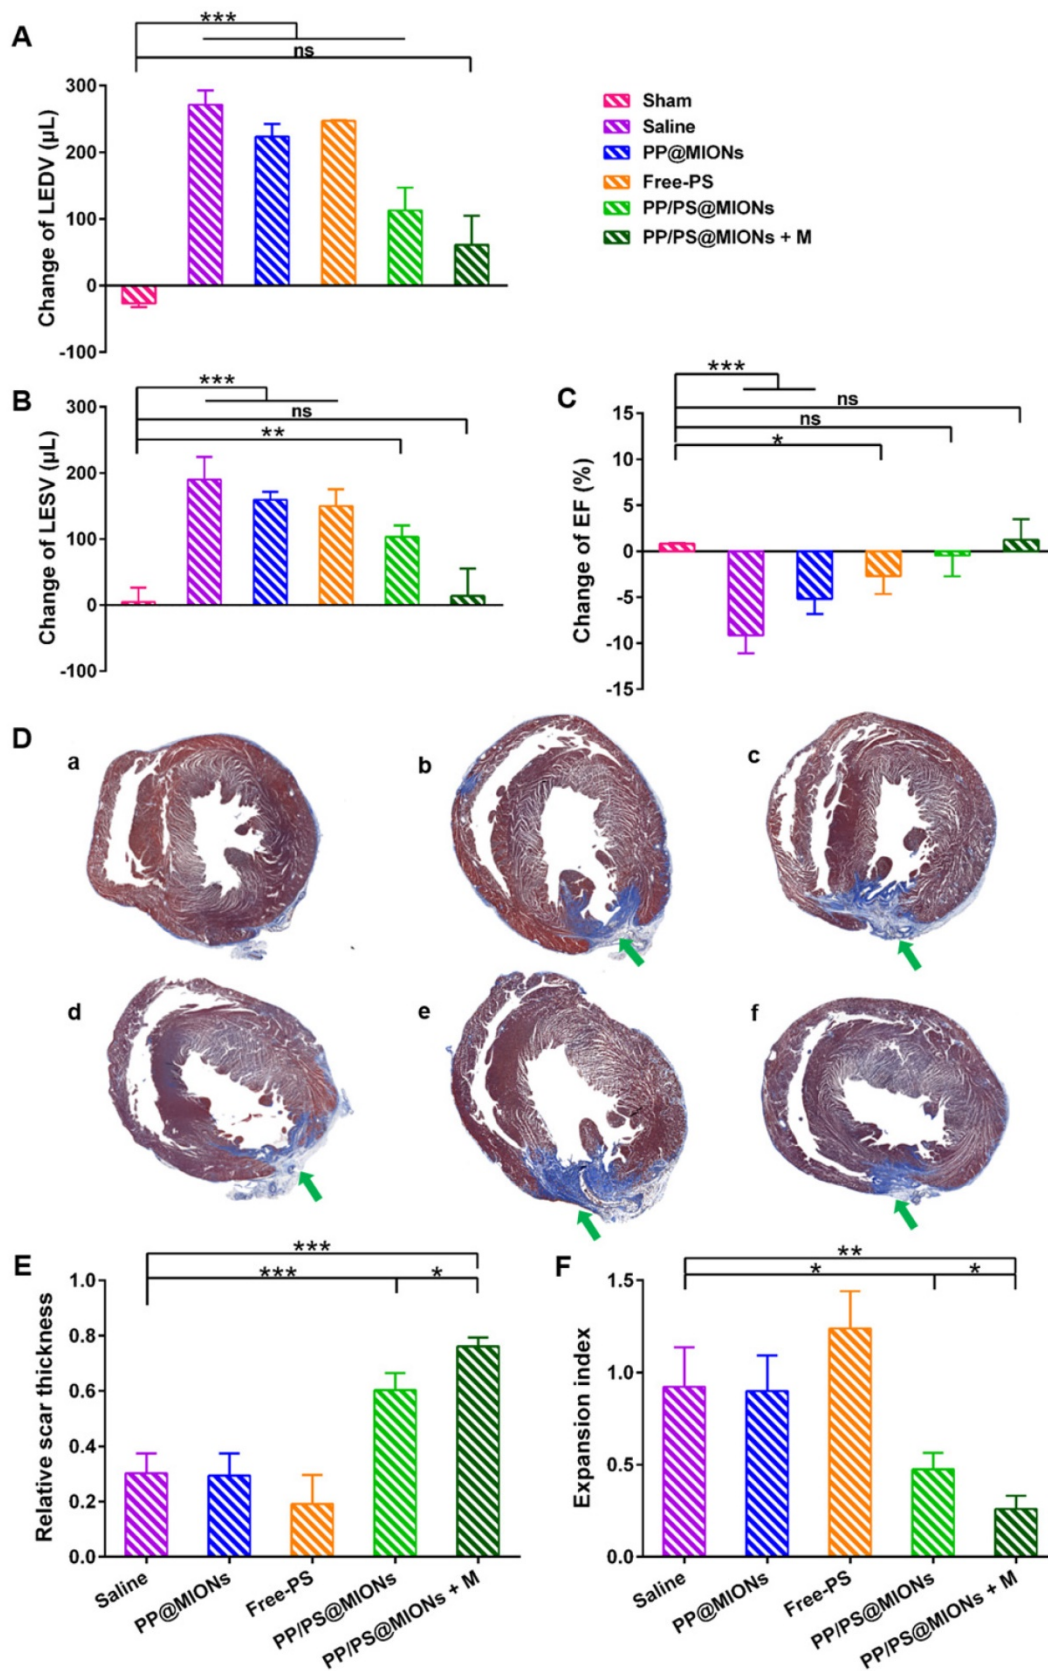 A
***
ns
Change of LEDV (µL)
300
200
100
0
-100
Sham
Saline
PP@MIONs
Free-PS
PP/PS@MIONs
PP/PS@MIONs + M
B
***
ns
**
Change of LESV (µL)
300
200
100
0
-100
C
***
ns
ns
*
Change of EF (%)
15
10
5
0
-5
-10
-15
D
a
b
c
d
e
f
E
***
***
*
Relative scar thickness
1.0
0.8
0.6
0.4
0.2
0.0
Saline
PP@MIONs
Free-PS
PP/PS@MIONs
PP/PS@MIONs + M
F
**
*
*
Expansion index
1.5
1.0
0.5
0.0
Saline
PP@MIONs
Free-PS
PP/PS@MIONs
PP/PS@MIONs + M